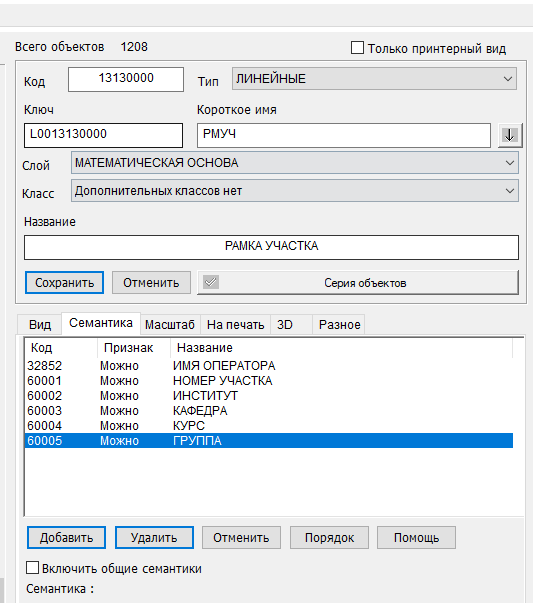 Всего объектов 1208
Только принтерный вид
Код 13130000 Тип ЛИНЕЙНЫЕ
Ключ Короткое имя
L0013130000 РМУЧ
Слой МАТЕМАТИЧЕСКАЯ ОСНОВА
Класс Дополнительных классов нет
Название
РАМКА УЧАСТКА
Сохранить Отменить Серия объектов
Вид Семантика Масштаб На печать 3D Разное
Код Признак Название
32852 Можно ИМЯ ОПЕРАТОРА
60001 Можно НОМЕР УЧАСТКА
60002 Можно ИНСТИТУТ
60003 Можно КАФЕДРА
60004 Можно КУРС
60005 Можно ГРУППА
Добавить Удалить Отменить Порядок Помощь
Включить общие семантики
Семантика :